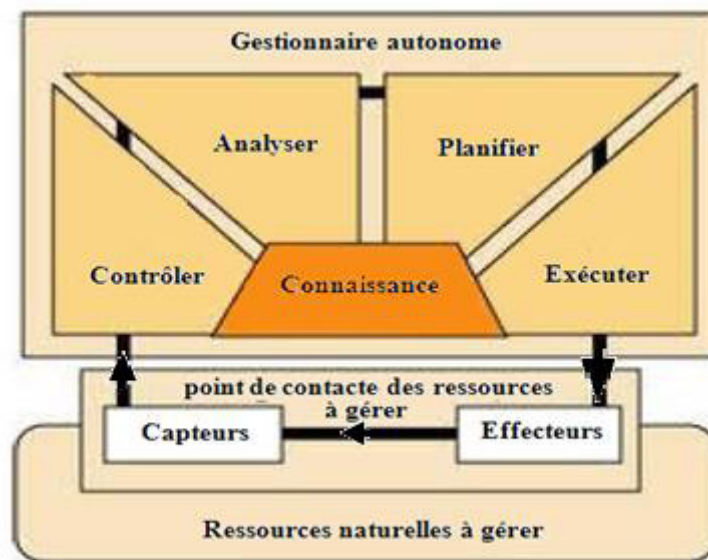 Gestionnaire autonome
Analyser
Planifier
Contrôler
Connaissance
Exécuter
point de contacte des ressources
à gérer
Capteurs
Effecteurs
Ressources naturelles à gérer